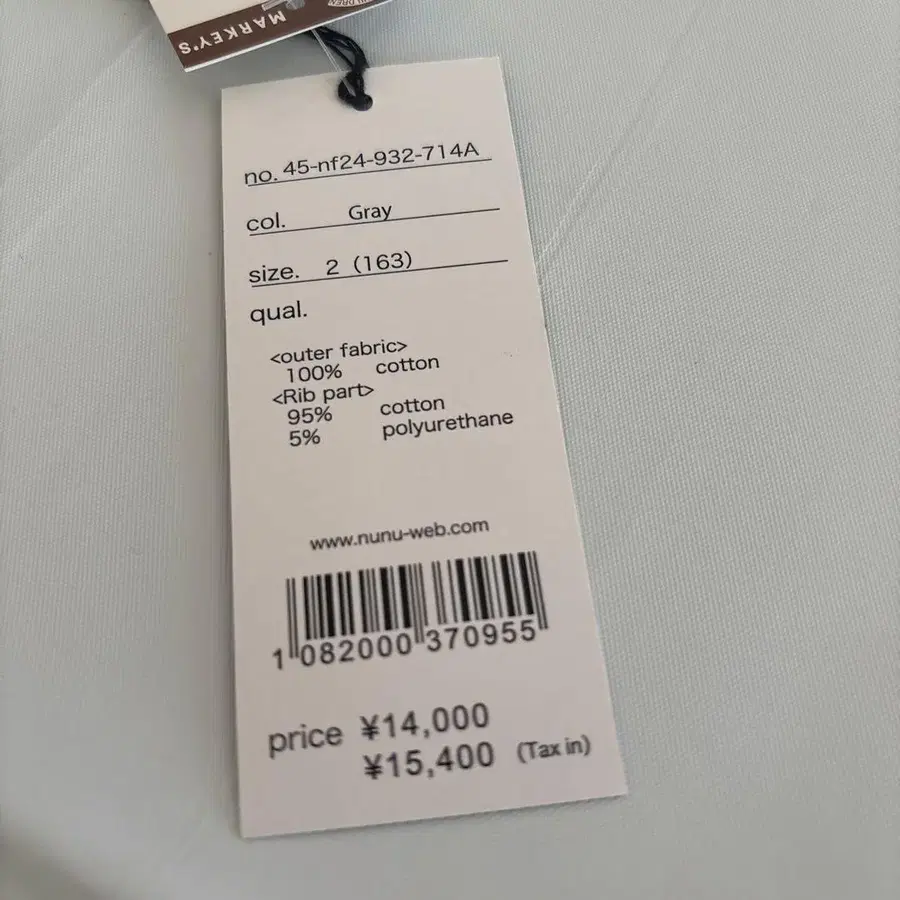 MARKEY'S
no. 45-nf24-932-714A
col. Gray
size. 2 (163)
qual.
<outer fabric>
100% cotton
<Rib part>
95% cotton
5% polyurethane
www.nunu-web.com
1 082000 370955
price ¥14,000
¥15,400 (Tax in)